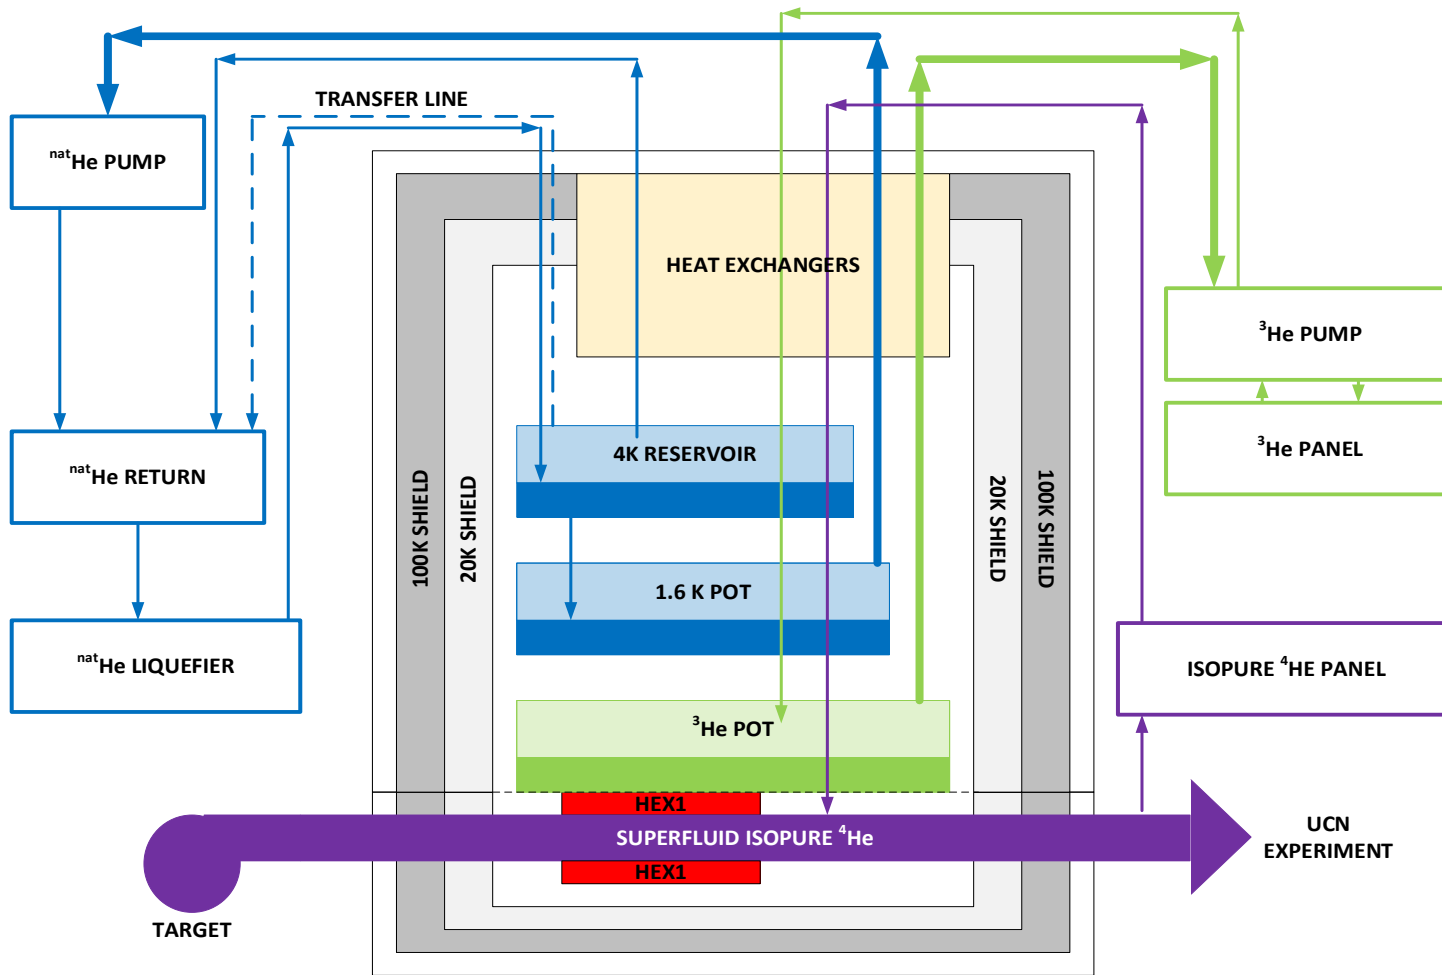 TRANSFER LINE
natHe PUMP
HEAT EXCHANGERS
3He PUMP
3He PANEL
4K RESERVOIR
natHe RETURN
100K SHIELD
20K SHIELD
20K SHIELD
100K SHIELD
1.6 K POT
natHe LIQUEFIER
ISOPURE 4HE PANEL
3He POT
HEX1
SUPERFLUID ISOPURE 4He
HEX1
UCN
EXPERIMENT
TARGET